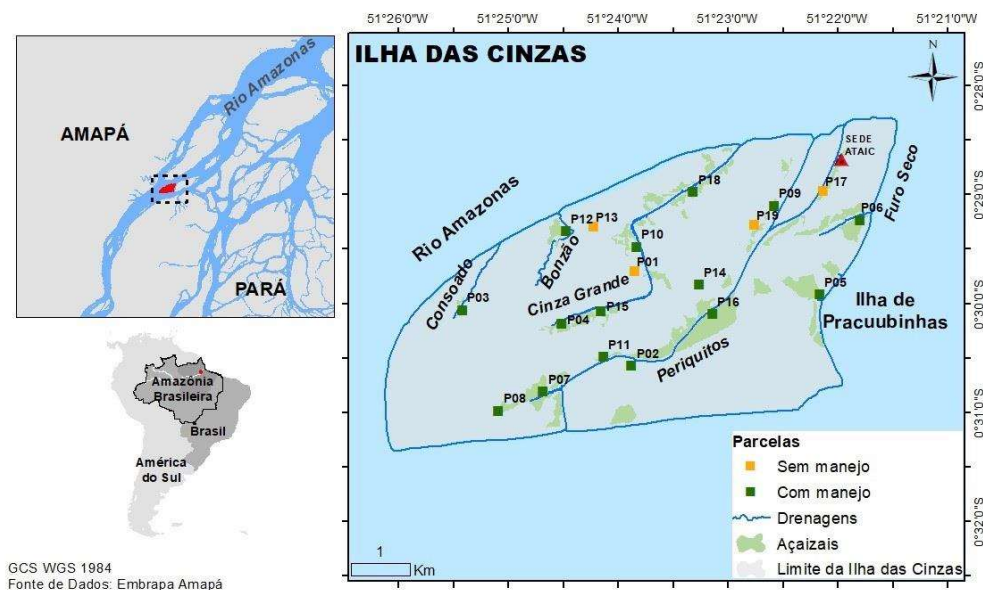 Rio Amazonas
AMAPÁ
PARÁ
Amazônia
Brasileira
Brasil
América
do Sul
GCS WGS 1984
Fonte de Dados: Embrapa Amapá
51°26'0"W
51°25'0"W
51°24'0"W
51°23'0"W
51°22'0"W
51°21'0"W
ILHA DAS CINZAS
N
0°28'0"S
0°29'0"S
0°30'0"S
0°31'0"S
0°32'0"S
SEDE
ATAIC
Furo Seco
P18
P17
P09
P06
P12
P13
P19
Rio Amazonas
P10
Bonzão
P01
P14
Consoado
Cinza Grande
P05
P03
P15
P04
P16
Ilha de
Pracuubinhas
P11
P02
Periquitos
P07
P08
Parcelas
Sem manejo
Com manejo
Drenagens
Açaizais
Limite da Ilha das Cinzas
1
Km